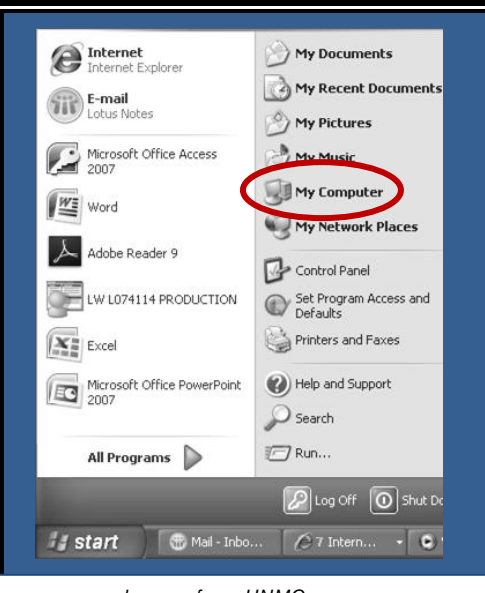 Internet
Internet Explorer
E-mail
Lotus Notes
Microsoft Office Access
2007
Word
Adobe Reader 9
LW L074114 PRODUCTION
Excel
Microsoft Office PowerPoint
2007
All Programs
My Documents
My Recent Documents
My Pictures
My Music
My Computer
My Network Places
Control Panel
Set Program Access and
Defaults
Printers and Faxes
Help and Support
Search
Run...
Log Off
Shut Do
start
Mail - Inbo...
7 Intern...
UNMC